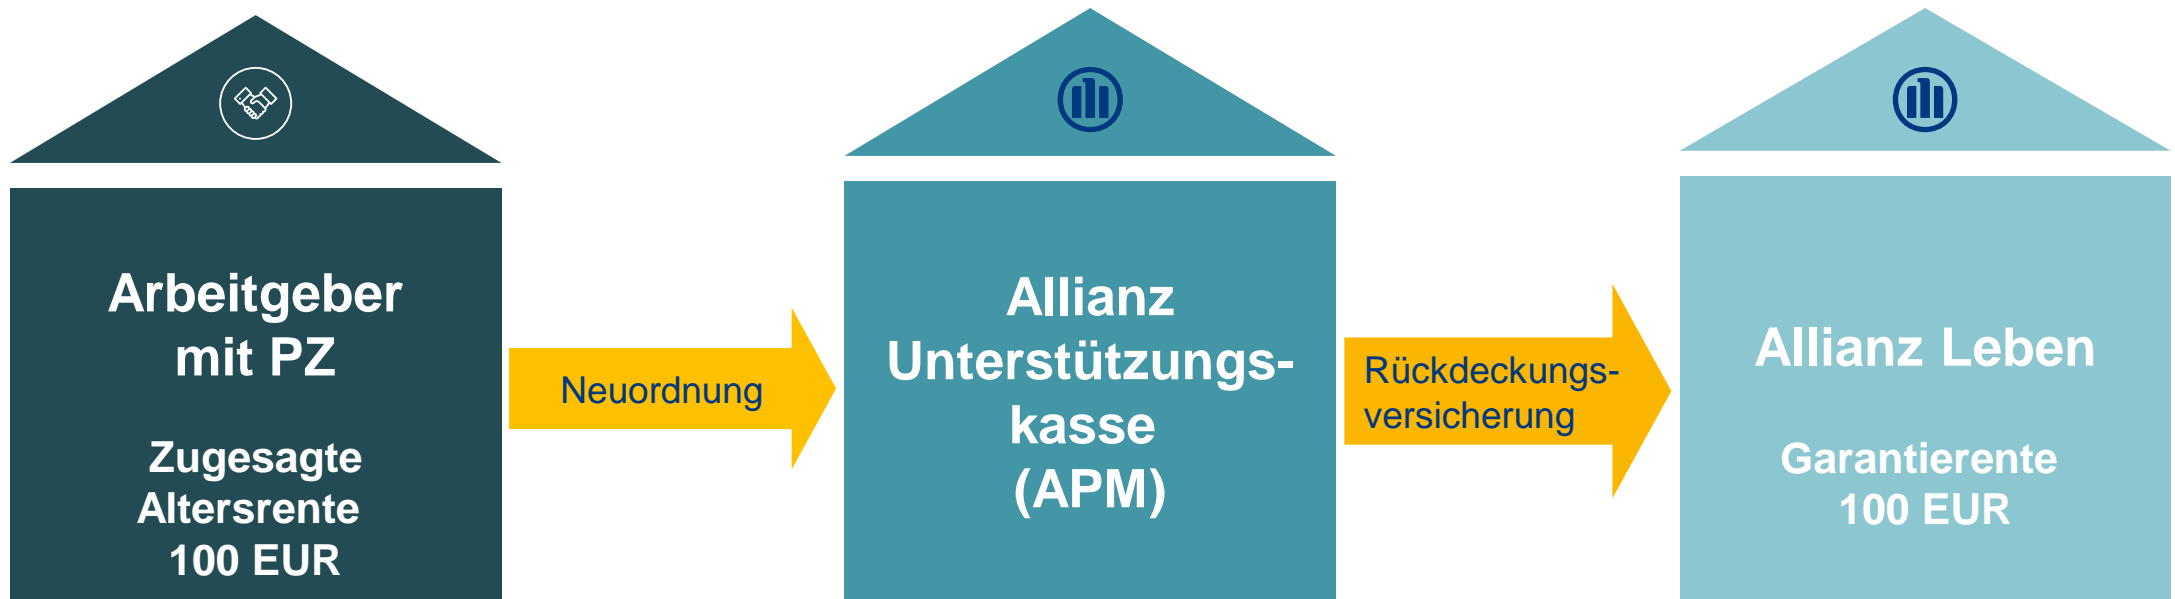 Arbeitgeber
mit PZ
Zugesagte
Altersrente
100 EUR
Neuordnung
Allianz
Unterstützungs-
kasse
(APM)
Rückdeckungs-
versicherung
Allianz Leben
Garantierente
100 EUR